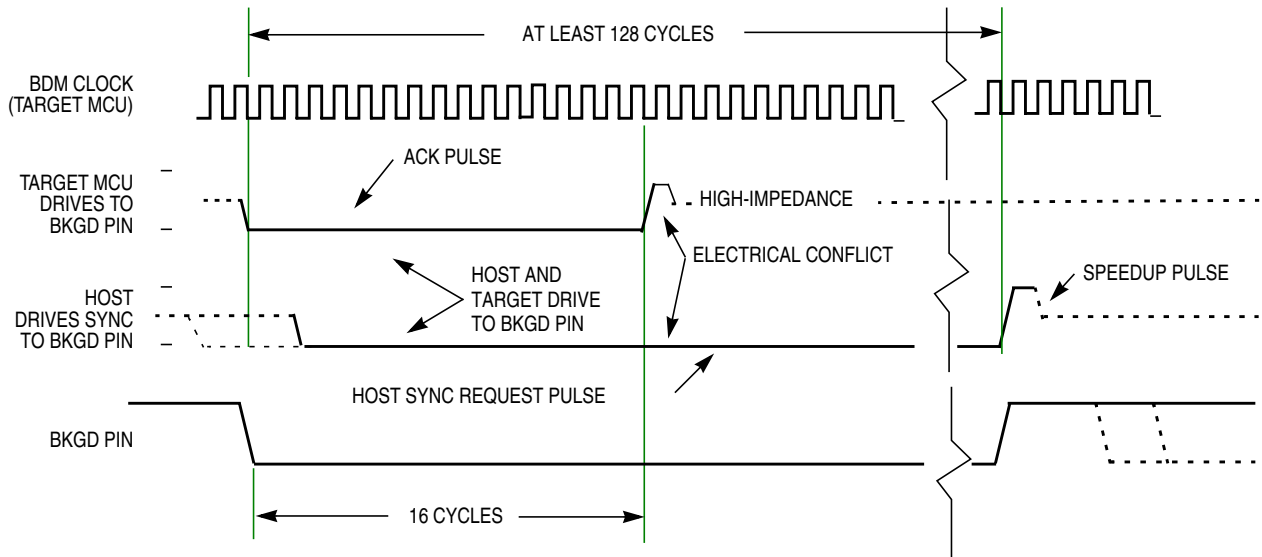 AT LEAST 128 CYCLES
BDM CLOCK
(TARGET MCU)
ACK PULSE
TARGET MCU
DRIVES TO
BKGD PIN
HIGH-IMPEDANCE
ELECTRICAL CONFLICT
HOST AND
TARGET DRIVE
TO BKGD PIN
SPEEDUP PULSE
HOST
DRIVES SYNC
TO BKGD PIN
HOST SYNC REQUEST PULSE
BKGD PIN
16 CYCLES